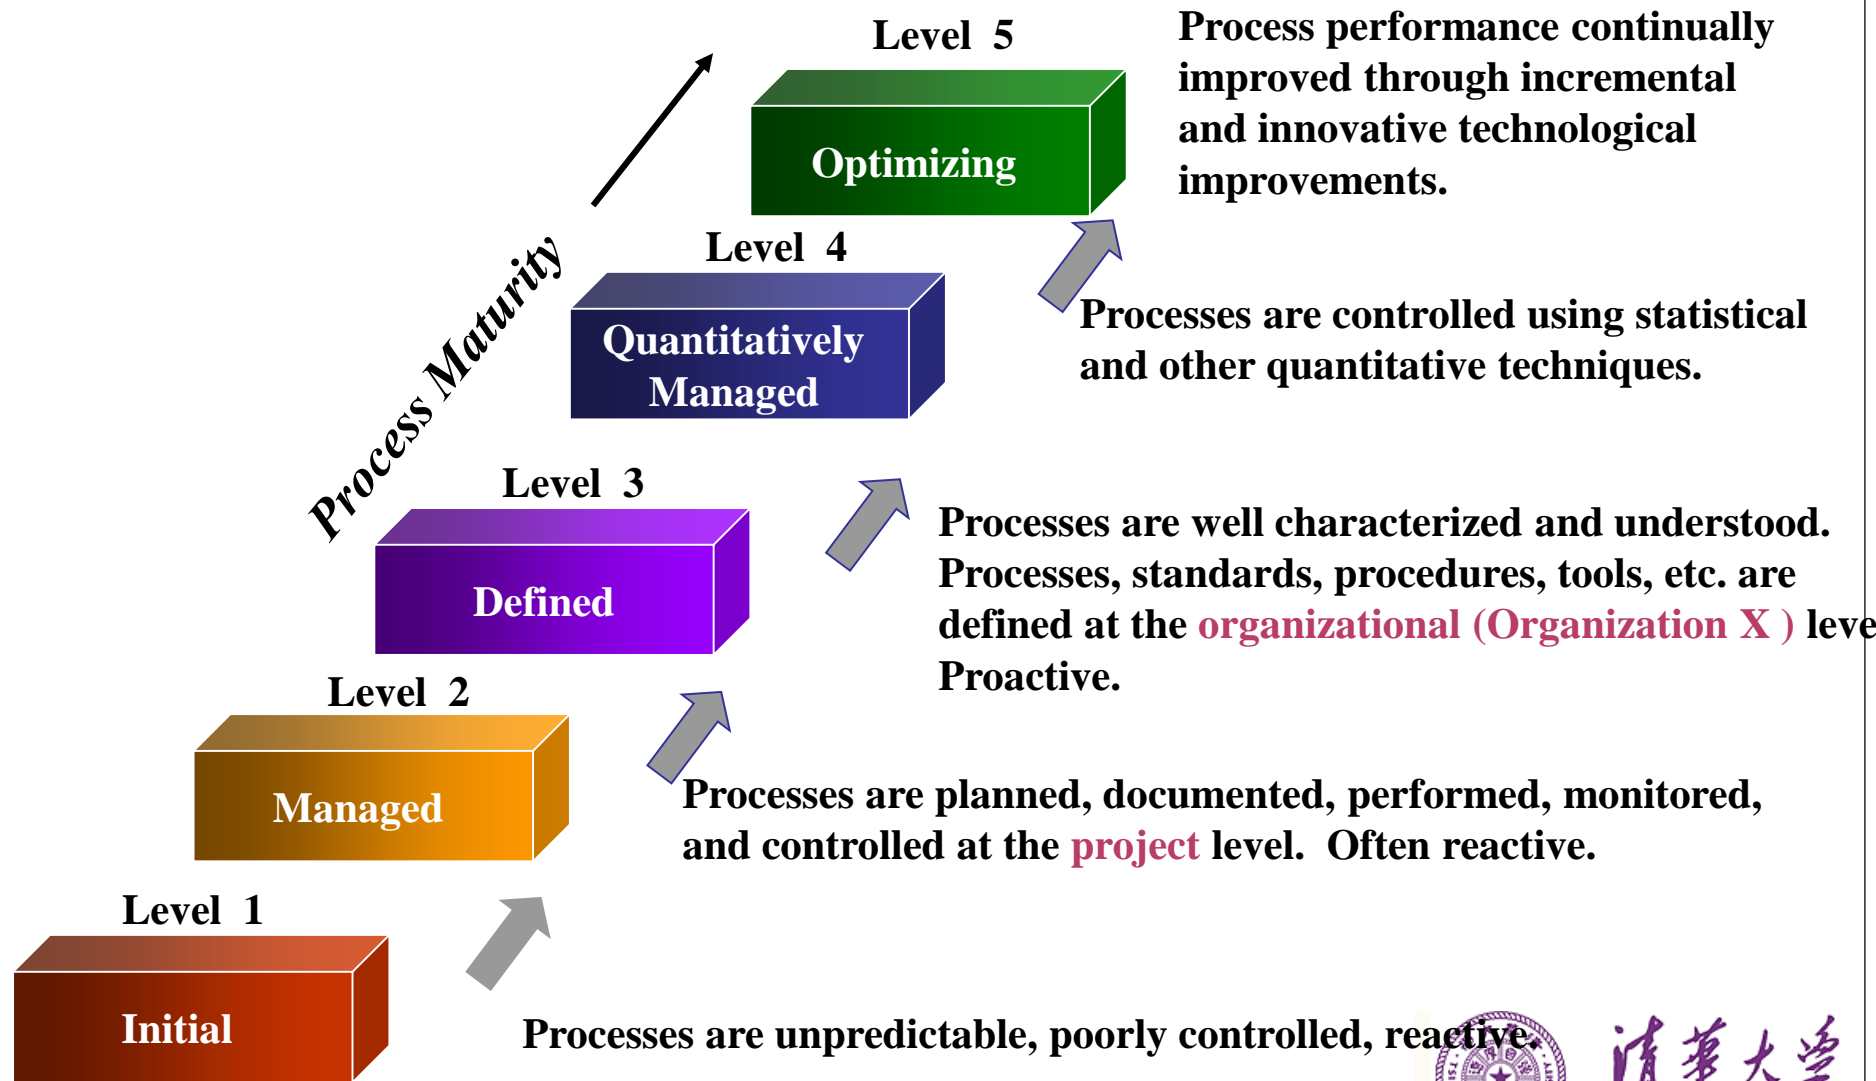 Level 5
Optimizing
Process performance continually
improved through incremental
and innovative technological
improvements.
Process Maturity
Level 4
Quantitatively
Managed
Processes are controlled using statistical
and other quantitative techniques.
Level 3
Defined
Processes are well characterized and understood.
Processes, standards, procedures, tools, etc. are
defined at the organizational (Organization X ) leve
Proactive.
Level 2
Managed
Processes are planned, documented, performed, monitored,
and controlled at the project level. Often reactive.
Level 1
Initial
Processes are unpredictable, poorly controlled, reactive.
清華大学